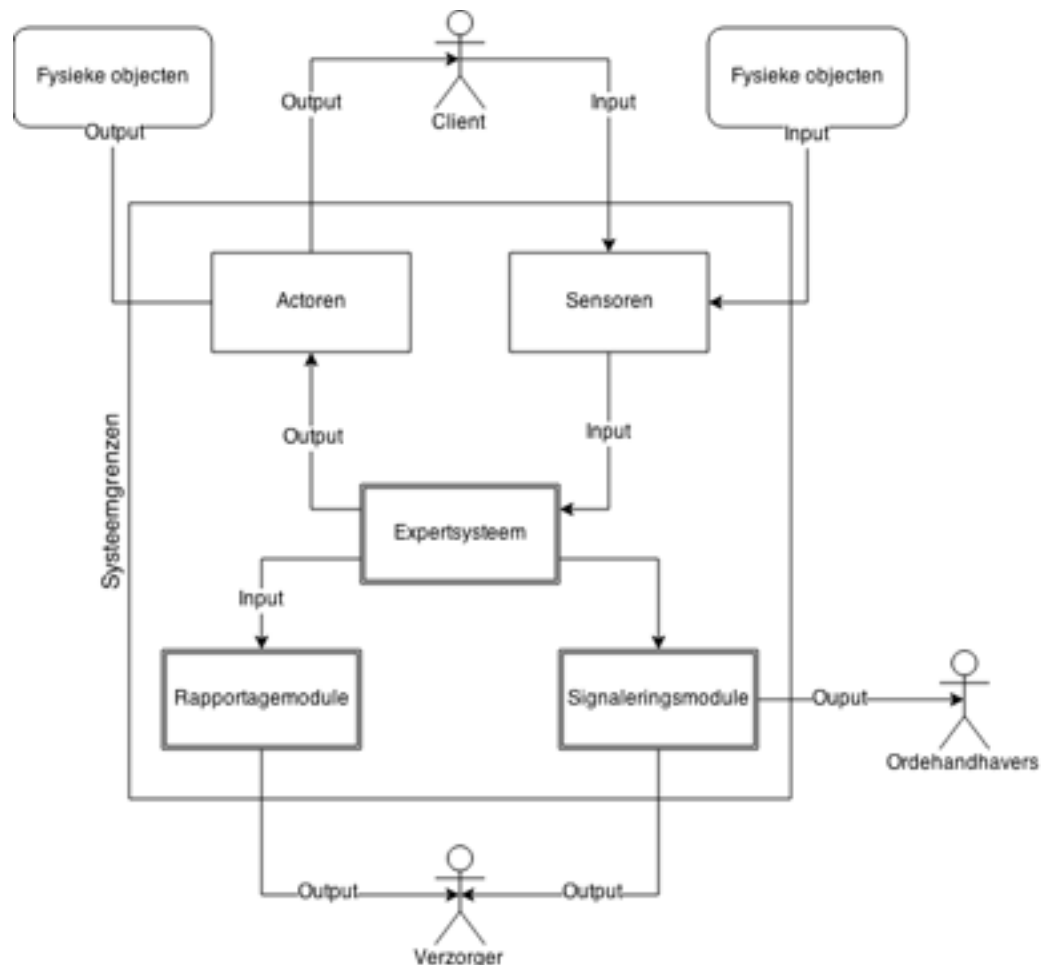 Fysieke objecten
Fysieke objecten
Output
Input
Client
Output
Input
Actoren
Sensoren
Systeemgrenzen
Output
Input
Expertsysteem
Input
Rapportagemodule
Signaleringsmodule
Ouput
Ordehandhavers
Output
Output
Verzorger